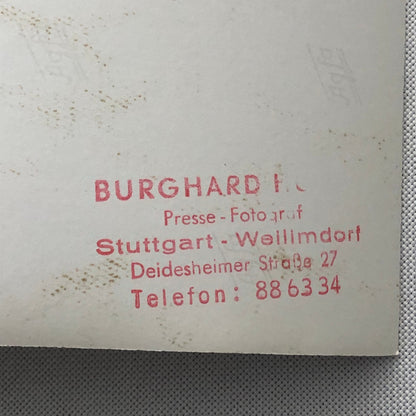 BURGHARD
Presse - Fotograf
Stuttgart - Weilimdorf
Deidesheimer Straße 27
Telefon: 88 63 34